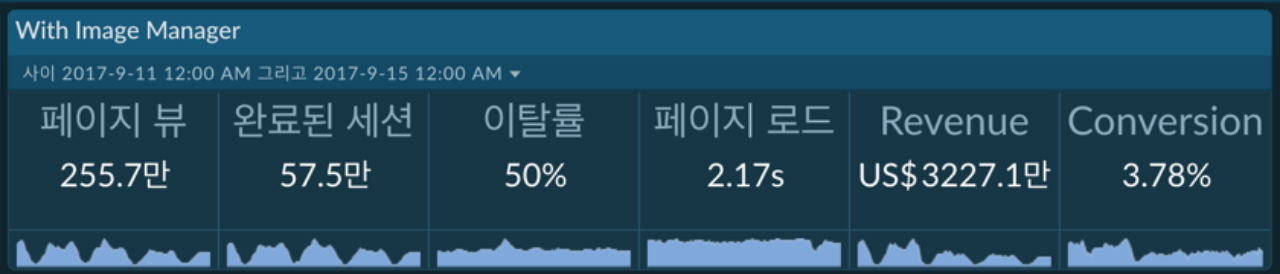 With Image Manager
사이 2017-9-11 12:00 AM 그리고 2017-9-15 12:00 AM
페이지 뷰 완료된 세션 이탈률 페이지 로드 Revenue Conversion
255.7만 57.5만 50% 2.17s US$3227.1만 3.78%